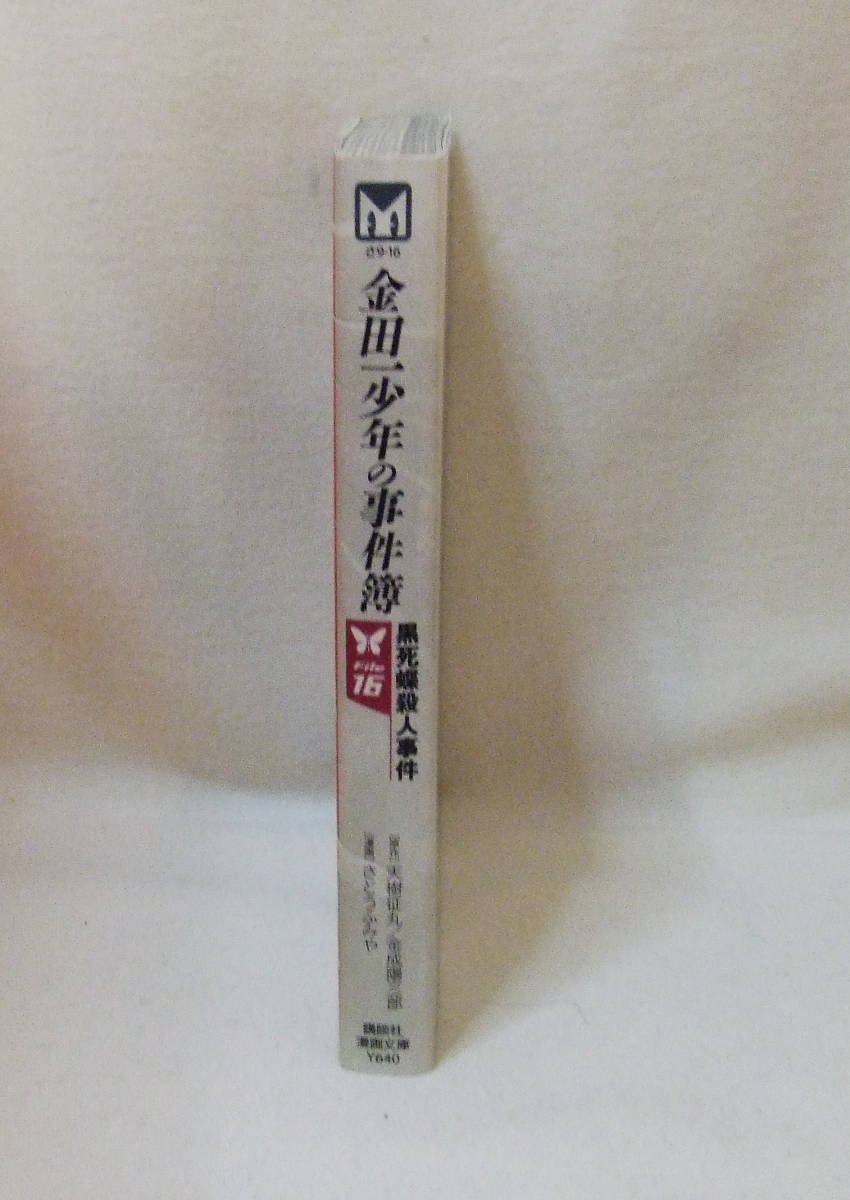 さ9-16
金田一少年の事件簿
File
16
黒死蝶殺人事件
[原作] 天樹征丸/金成陽三郎
[漫画] さとうふみや
講談社
漫画文庫
Y640